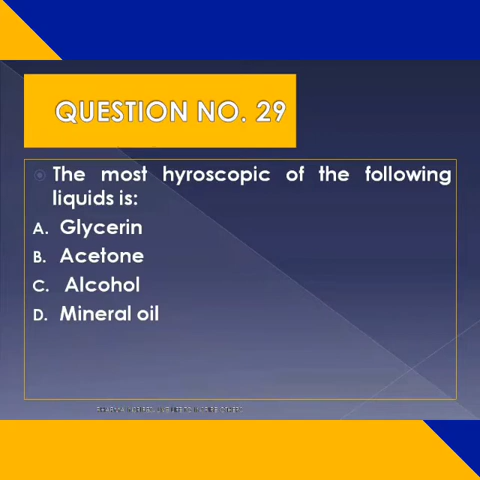 QUESTION NO. 29
The most hyroscopic of the following
liquids is:
A. Glycerin
B. Acetone
C. Alcohol
D. Mineral oil